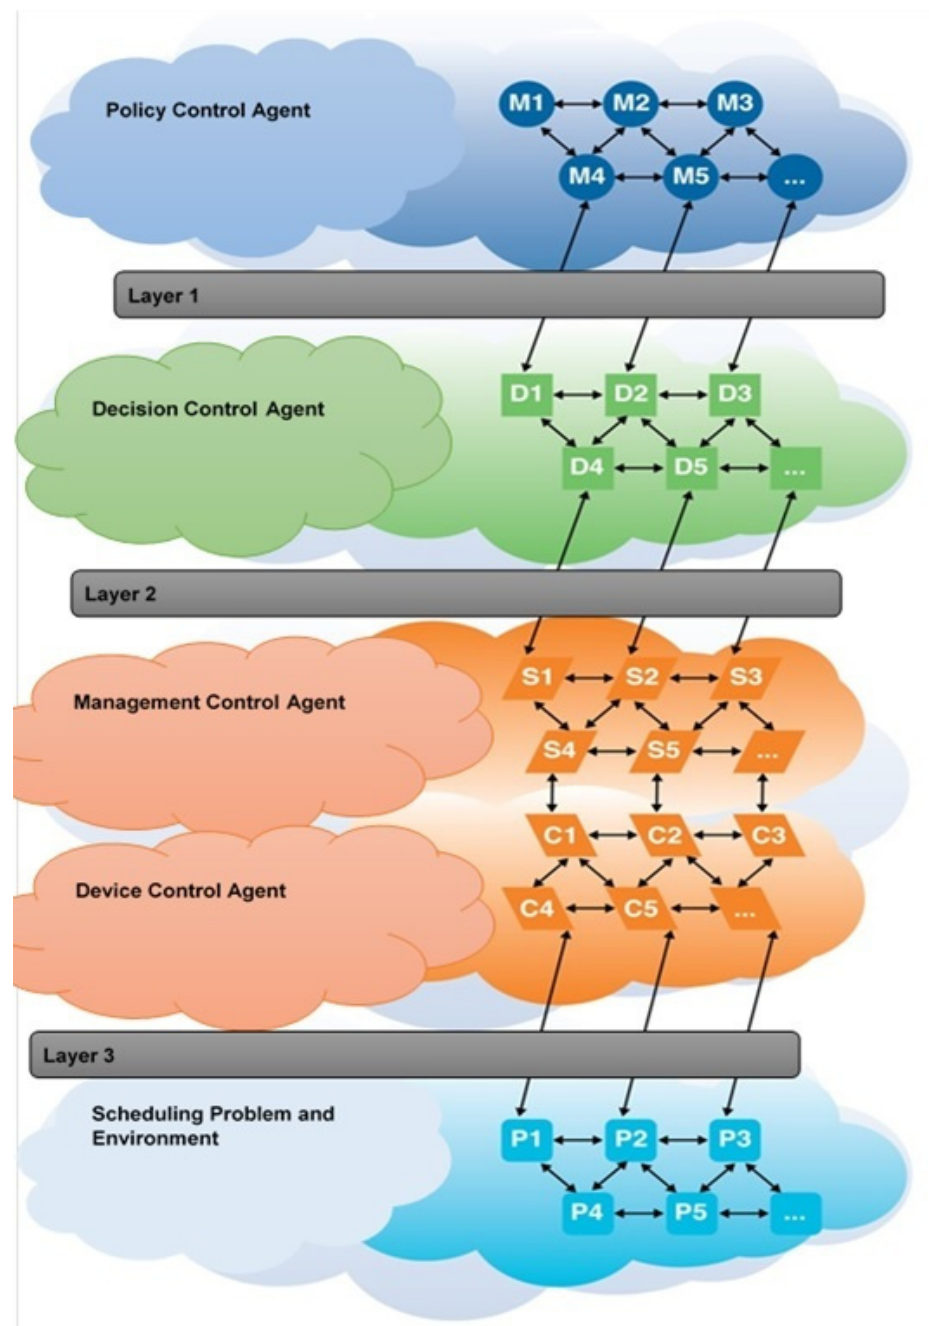 Policy Control Agent
M1 M2 M3
M4 M5 ...
Layer 1
Decision Control Agent
D1 D2 D3
D4 D5 ...
Layer 2
Management Control Agent
S1 S2 S3
S4 S5 ...
C1 C2 C3
Device Control Agent
C4 C5 ...
Layer 3
Scheduling Problem and
Environment
P1 P2 P3
P4 P5 ...